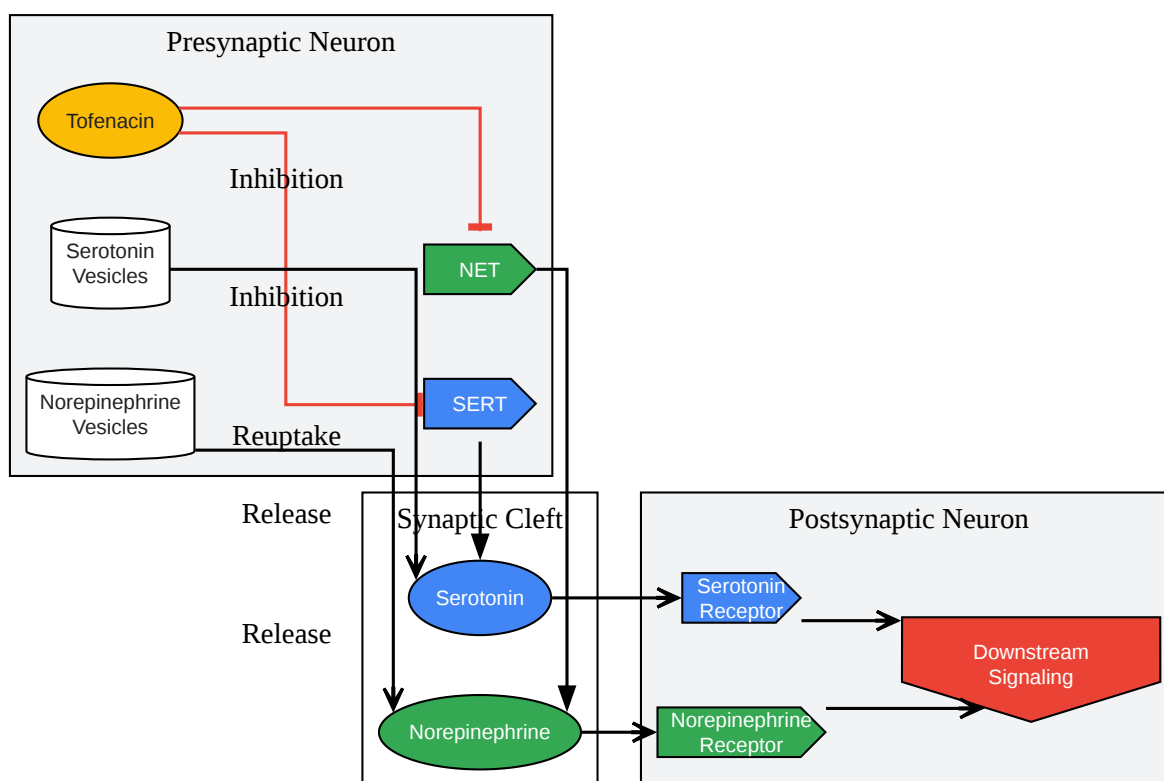 Presynaptic Neuron
Tofenacin
Inhibition
Serotonin
Vesicles
NET
Inhibition
Norepinephrine
Vesicles
SERT
Reuptake
Release
Synaptic Cleft
Postsynaptic Neuron
Serotonin
Serotonin
Receptor
Release
Downstream
Signaling
Norepinephrine
Norepinephrine
Receptor